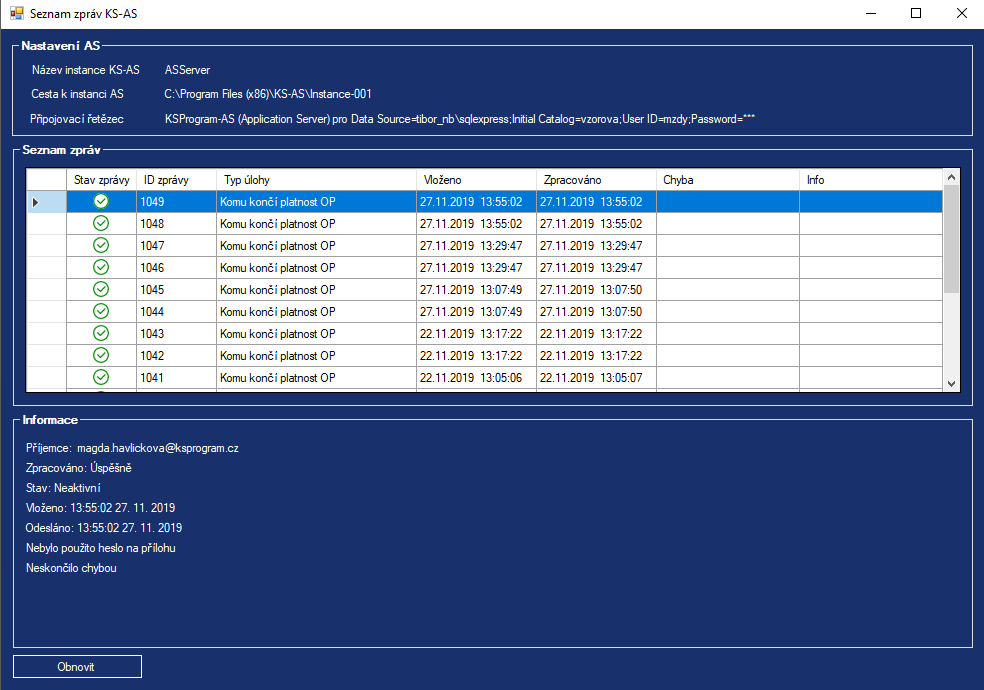 Seznam zpráv KS-AS
Nastavení AS
Název instance KS-AS ASServer
Cesta k instanci AS C:\Program Files (x86)\KS-AS\Instance-001
Připojovací řetězec KSProgram-AS (Application Server) pro Data Source=tibor_nb\sqlexpress;Initial Catalog=vzorova;User ID=mzdy;Password=***
Seznam zpráv
Stav zprávy ID zprávy Typ úlohy Vloženo Zpracováno Chyba Info
1049 Komu končí platnost OP 27.11.2019 13:55:02 27.11.2019 13:55:02
1048 Komu končí platnost OP 27.11.2019 13:55:02 27.11.2019 13:55:02
1047 Komu končí platnost OP 27.11.2019 13:29:47 27.11.2019 13:29:47
1046 Komu končí platnost OP 27.11.2019 13:29:47 27.11.2019 13:29:47
1045 Komu končí platnost OP 27.11.2019 13:07:49 27.11.2019 13:07:50
1044 Komu končí platnost OP 27.11.2019 13:07:49 27.11.2019 13:07:50
1043 Komu končí platnost OP 22.11.2019 13:17:22 22.11.2019 13:17:22
1042 Komu končí platnost OP 22.11.2019 13:17:22 22.11.2019 13:17:22
1041 Komu končí platnost OP 22.11.2019 13:05:06 22.11.2019 13:05:07
Informace
Příjemce: magda.havlickova@ksprogram.cz
Zpracováno: Úspěšně
Stav: Neaktivní
Vloženo: 13:55:02 27. 11. 2019
Odesláno: 13:55:02 27. 11. 2019
Nebylo použito heslo na přílohu
Neskončilo chybou
Obnovit